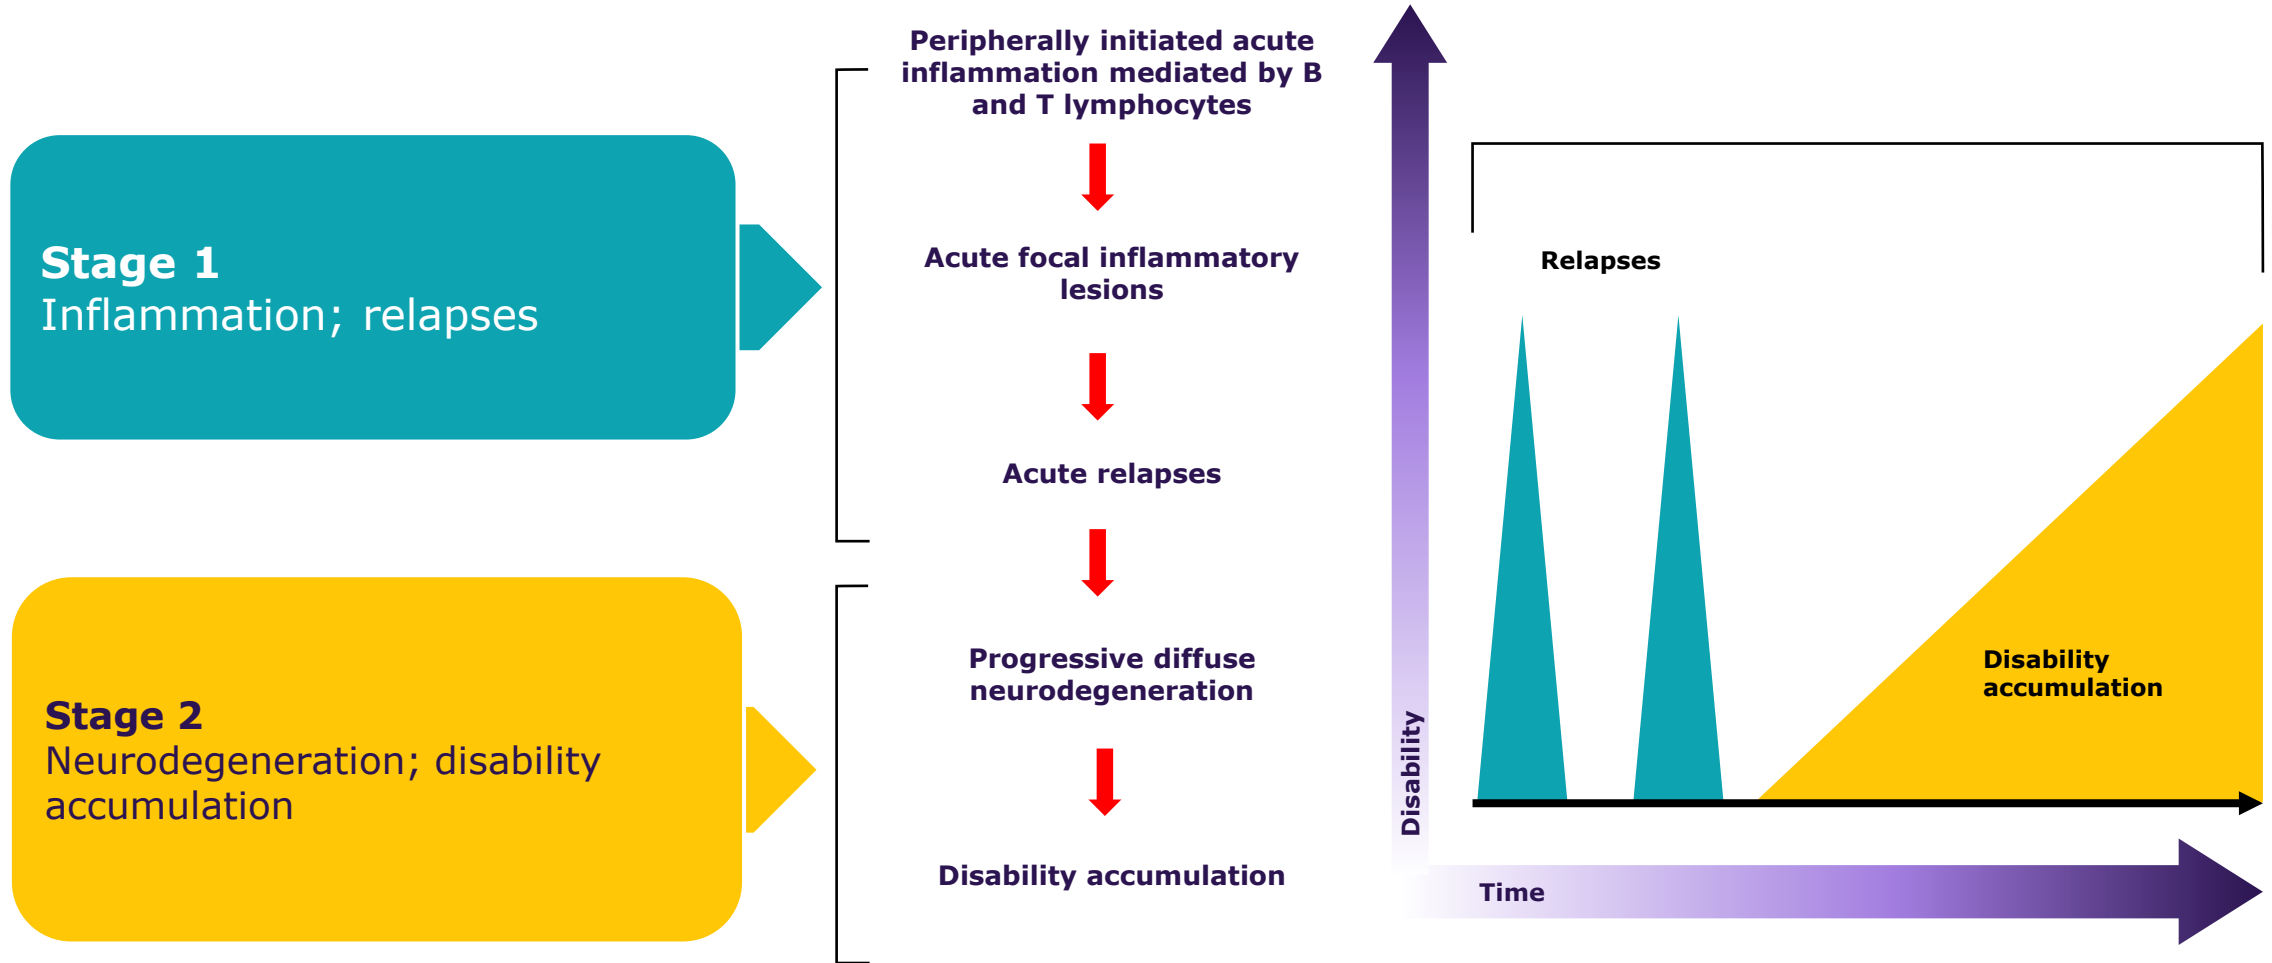 Stage 1
Inflammation; relapses
Stage 2
Neurodegeneration; disability
accumulation
Peripherally initiated acute
inflammation mediated by B
and T lymphocytes
Acute focal inflammatory
lesions
Acute relapses
Progressive diffuse
neurodegeneration
Disability accumulation
Disability
Relapses
Disability
accumulation
Time